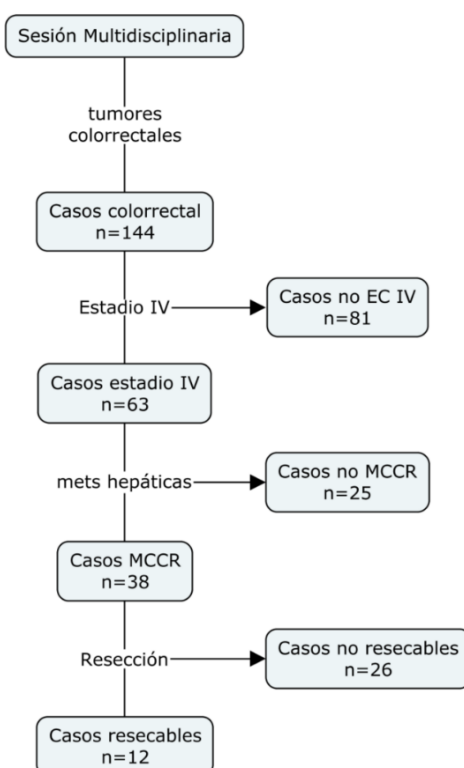 Sesión Multidisciplinaria
tumores
colorrectales
Casos colorrectal
n=144
Estadio IV
Casos no EC IV
n=81
Casos estadio IV
n=63
mets hepáticas
Casos no MCCR
n=25
Casos MCCR
n=38
Resección
Casos no resecables
n=26
Casos resecables
n=12